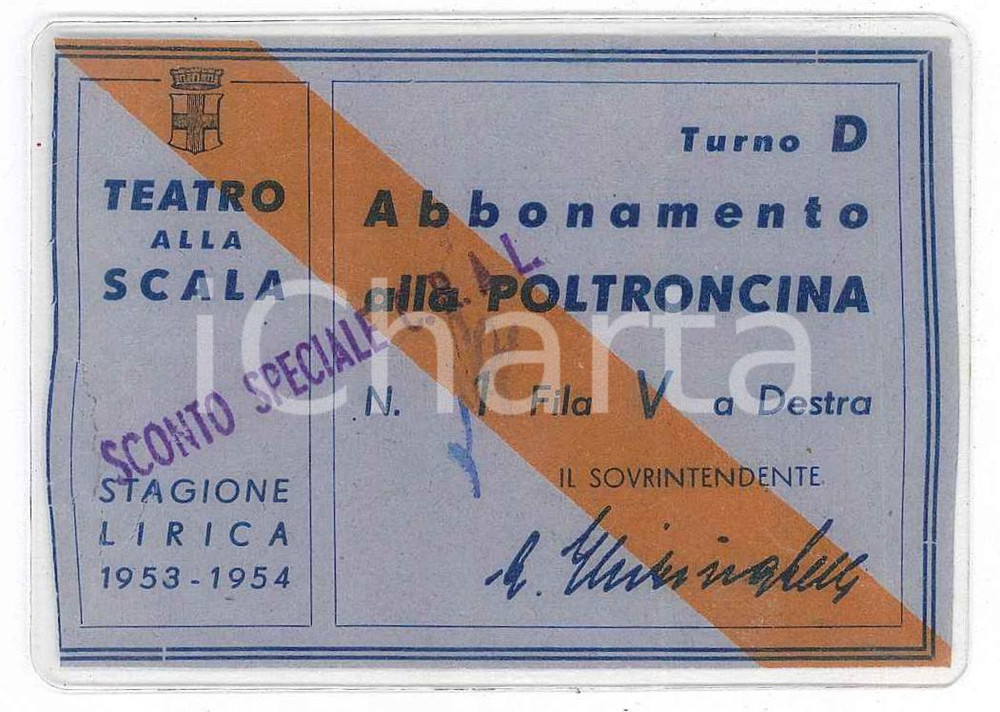 TEATRO
ALLA
SCALA
SCONTO SPECIALE C.R.A.L.
STAGIONE
LIRICA
1953-1954
Turno D
Abbonamento
alla POLTRONCINA
N. 1 Fila V a Destra
IL SOVRINTENDENTE
A. Ghiringhelli
iCharta